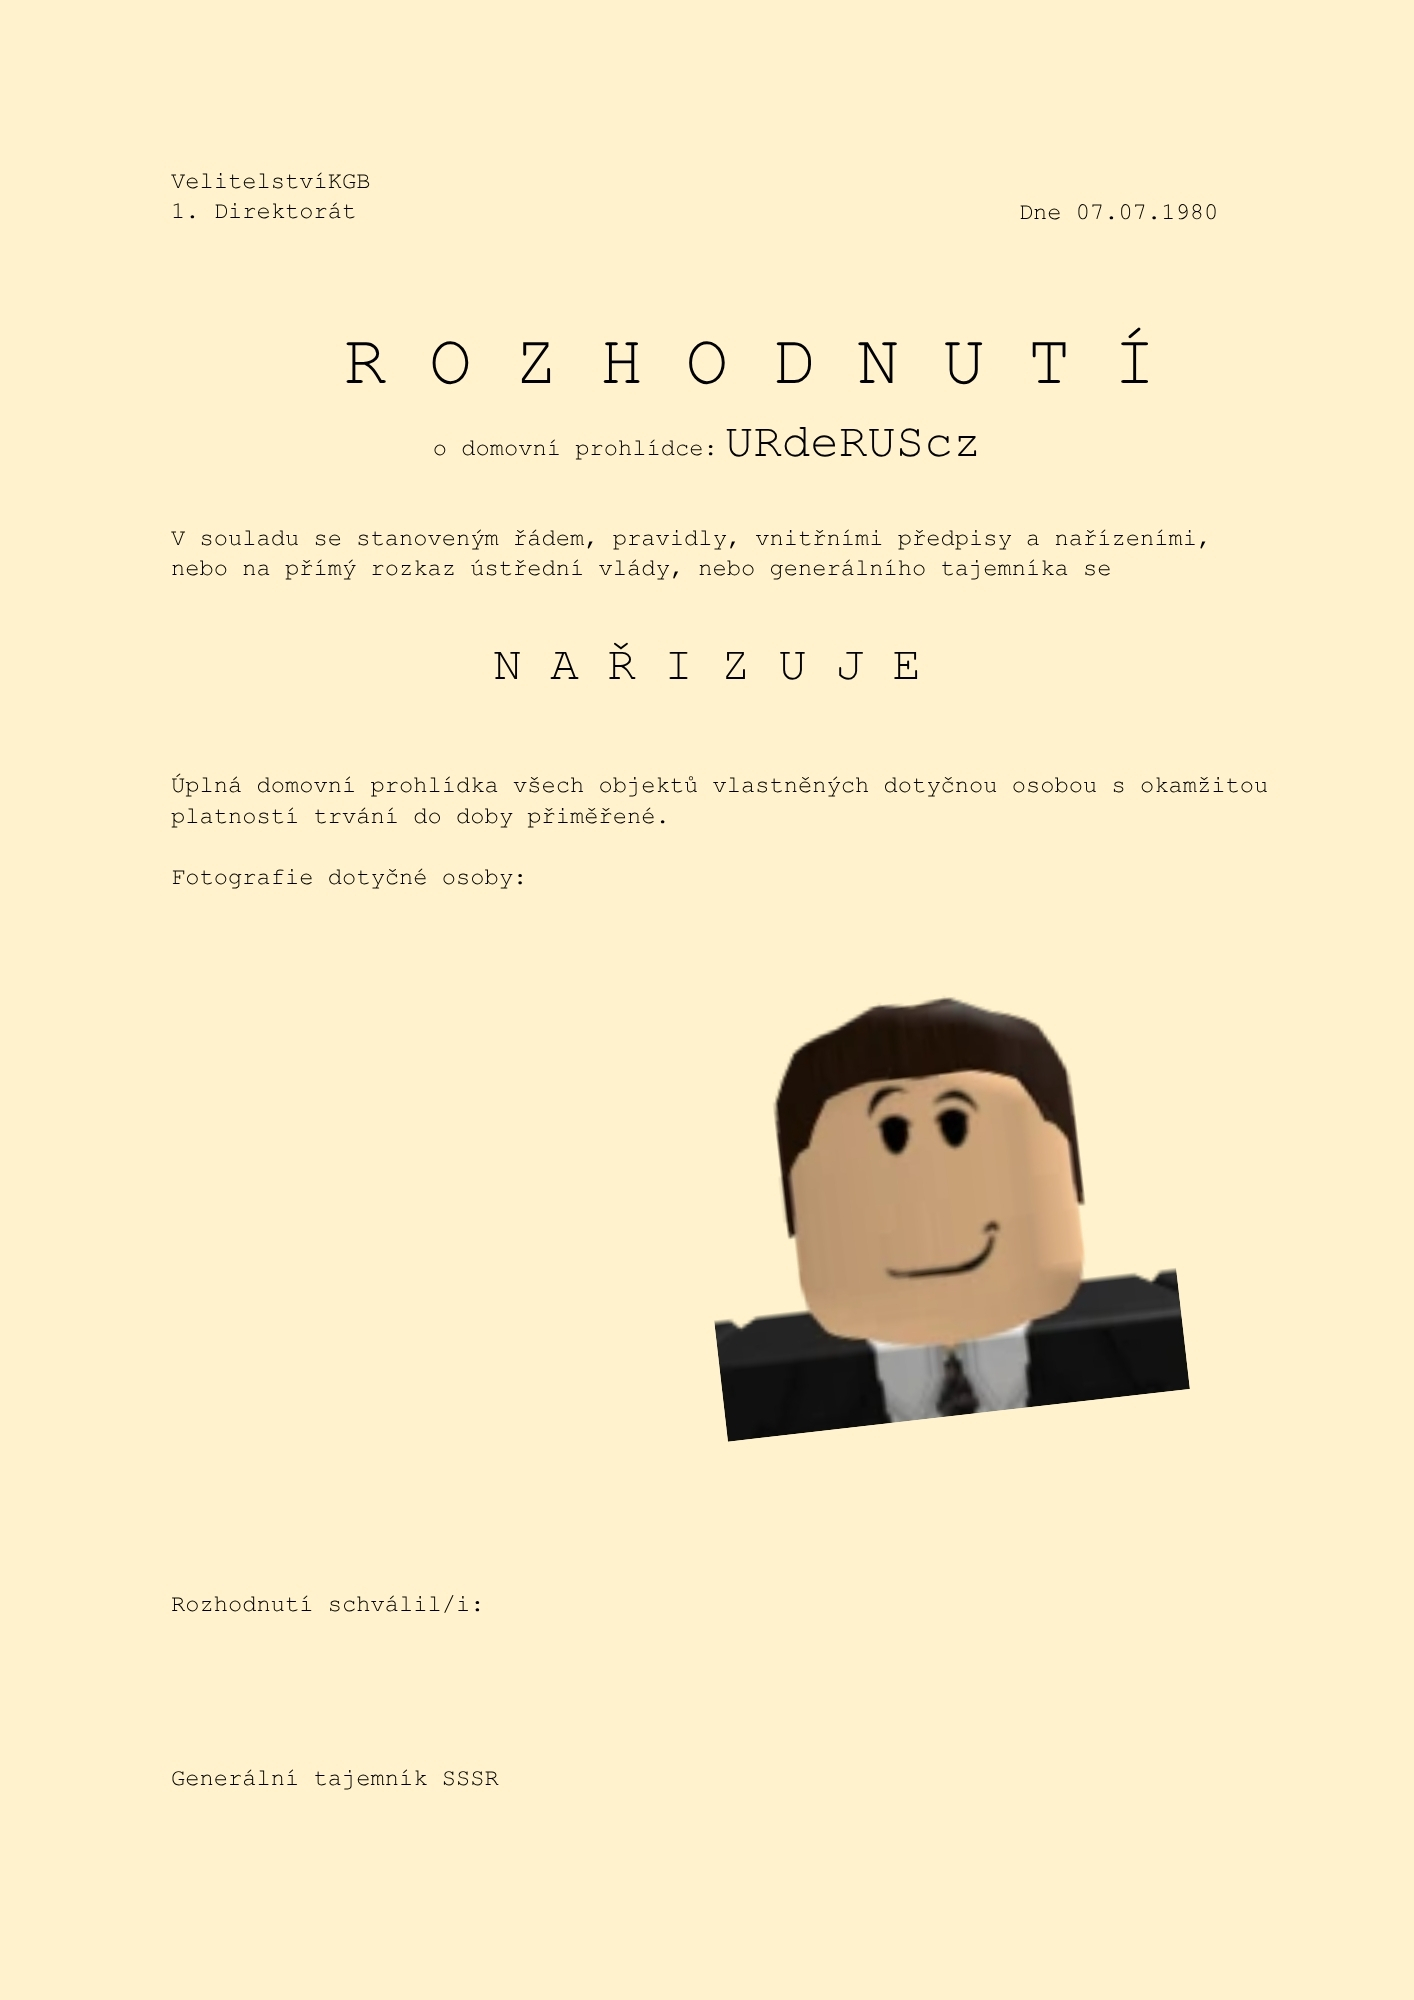 VelitelstvíKGB
1. Direktorát
Dne 07.07.1980
R O Z H O D N U T Í
o domovní prohlídce: URdeRUScz
V souladu se stanoveným řádem, pravidly, vnitřními předpisy a nařízeními,
nebo na přímý rozkaz ústřední vlády, nebo generálního tajemníka se
N A Ř I Z U J E
Úplná domovní prohlídka všech objektů vlastněných dotyčnou osobou s okamžitou
platností trvání do doby přiměřené.
Fotografie dotyčné osoby:
Rozhodnutí schválil/i:
Generální tajemník SSSR